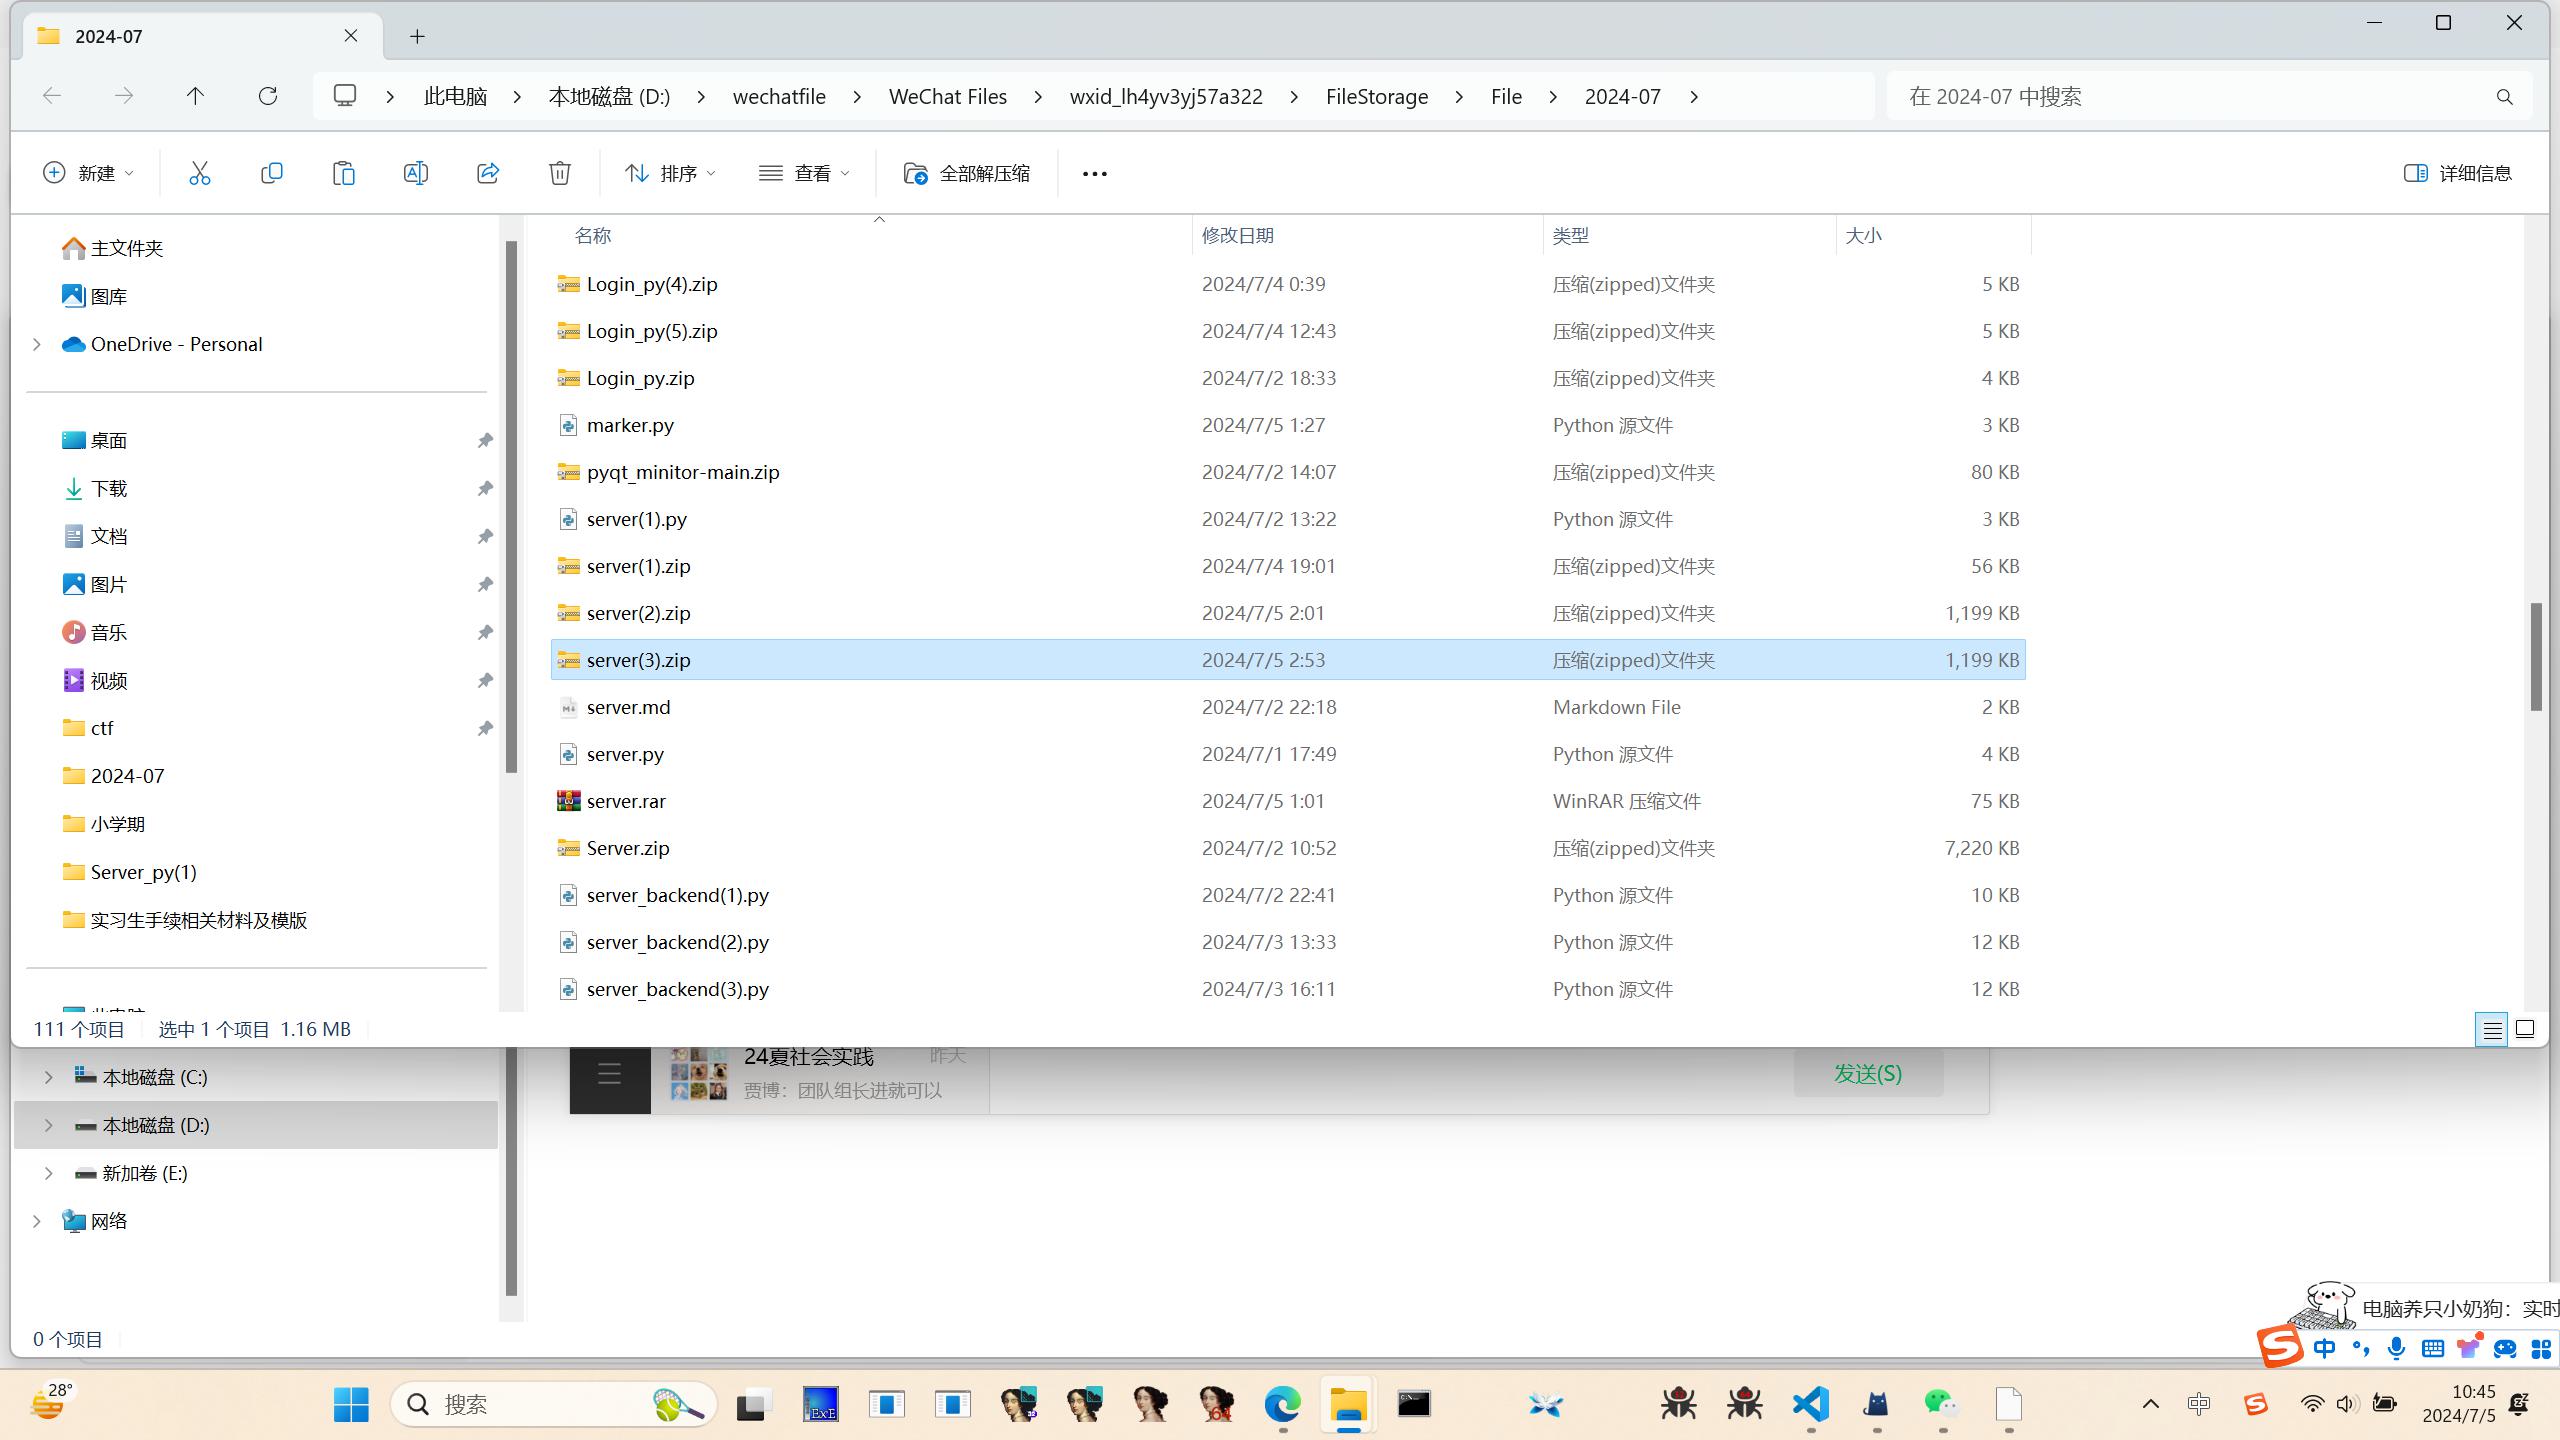 2024-07
此电脑
本地磁盘 (D:)
wechatfile
WeChat Files
wxid_lh4yv3yj57a322
FileStorage
File
2024-07
在 2024-07 中搜索
新建
排序
查看
全部解压缩
详细信息
主文件夹
图库
OneDrive - Personal
桌面
下载
文档
图片
音乐
视频
ctf
2024-07
小学期
Server_py(1)
实习生手续相关材料及模版
名称 修改日期 类型 大小
Login_py(4).zip 2024/7/4 0:39 压缩(zipped)文件夹 5 KB
Login_py(5).zip 2024/7/4 12:43 压缩(zipped)文件夹 5 KB
Login_py.zip 2024/7/2 18:33 压缩(zipped)文件夹 4 KB
marker.py 2024/7/5 1:27 Python 源文件 3 KB
pyqt_minitor-main.zip 2024/7/2 14:07 压缩(zipped)文件夹 80 KB
server(1).py 2024/7/2 13:22 Python 源文件 3 KB
server(1).zip 2024/7/4 19:01 压缩(zipped)文件夹 56 KB
server(2).zip 2024/7/5 2:01 压缩(zipped)文件夹 1,199 KB
server(3).zip 2024/7/5 2:53 压缩(zipped)文件夹 1,199 KB
server.md 2024/7/2 22:18 Markdown File 2 KB
server.py 2024/7/1 17:49 Python 源文件 4 KB
server.rar 2024/7/5 1:01 WinRAR 压缩文件 75 KB
Server.zip 2024/7/2 10:52 压缩(zipped)文件夹 7,220 KB
server_backend(1).py 2024/7/2 22:41 Python 源文件 10 KB
server_backend(2).py 2024/7/3 13:33 Python 源文件 12 KB
server_backend(3).py 2024/7/3 16:11 Python 源文件 12 KB
111 个项目 选中 1 个项目 1.16 MB
24夏社会实践 昨天
贾博：团队组长进就可以
发送(S)
本地磁盘 (C:)
本地磁盘 (D:)
新加卷 (E:)
网络
0 个项目
电脑养只小奶狗：实时
中
28°
搜索
ExE
64
中
10:45
2024/7/5